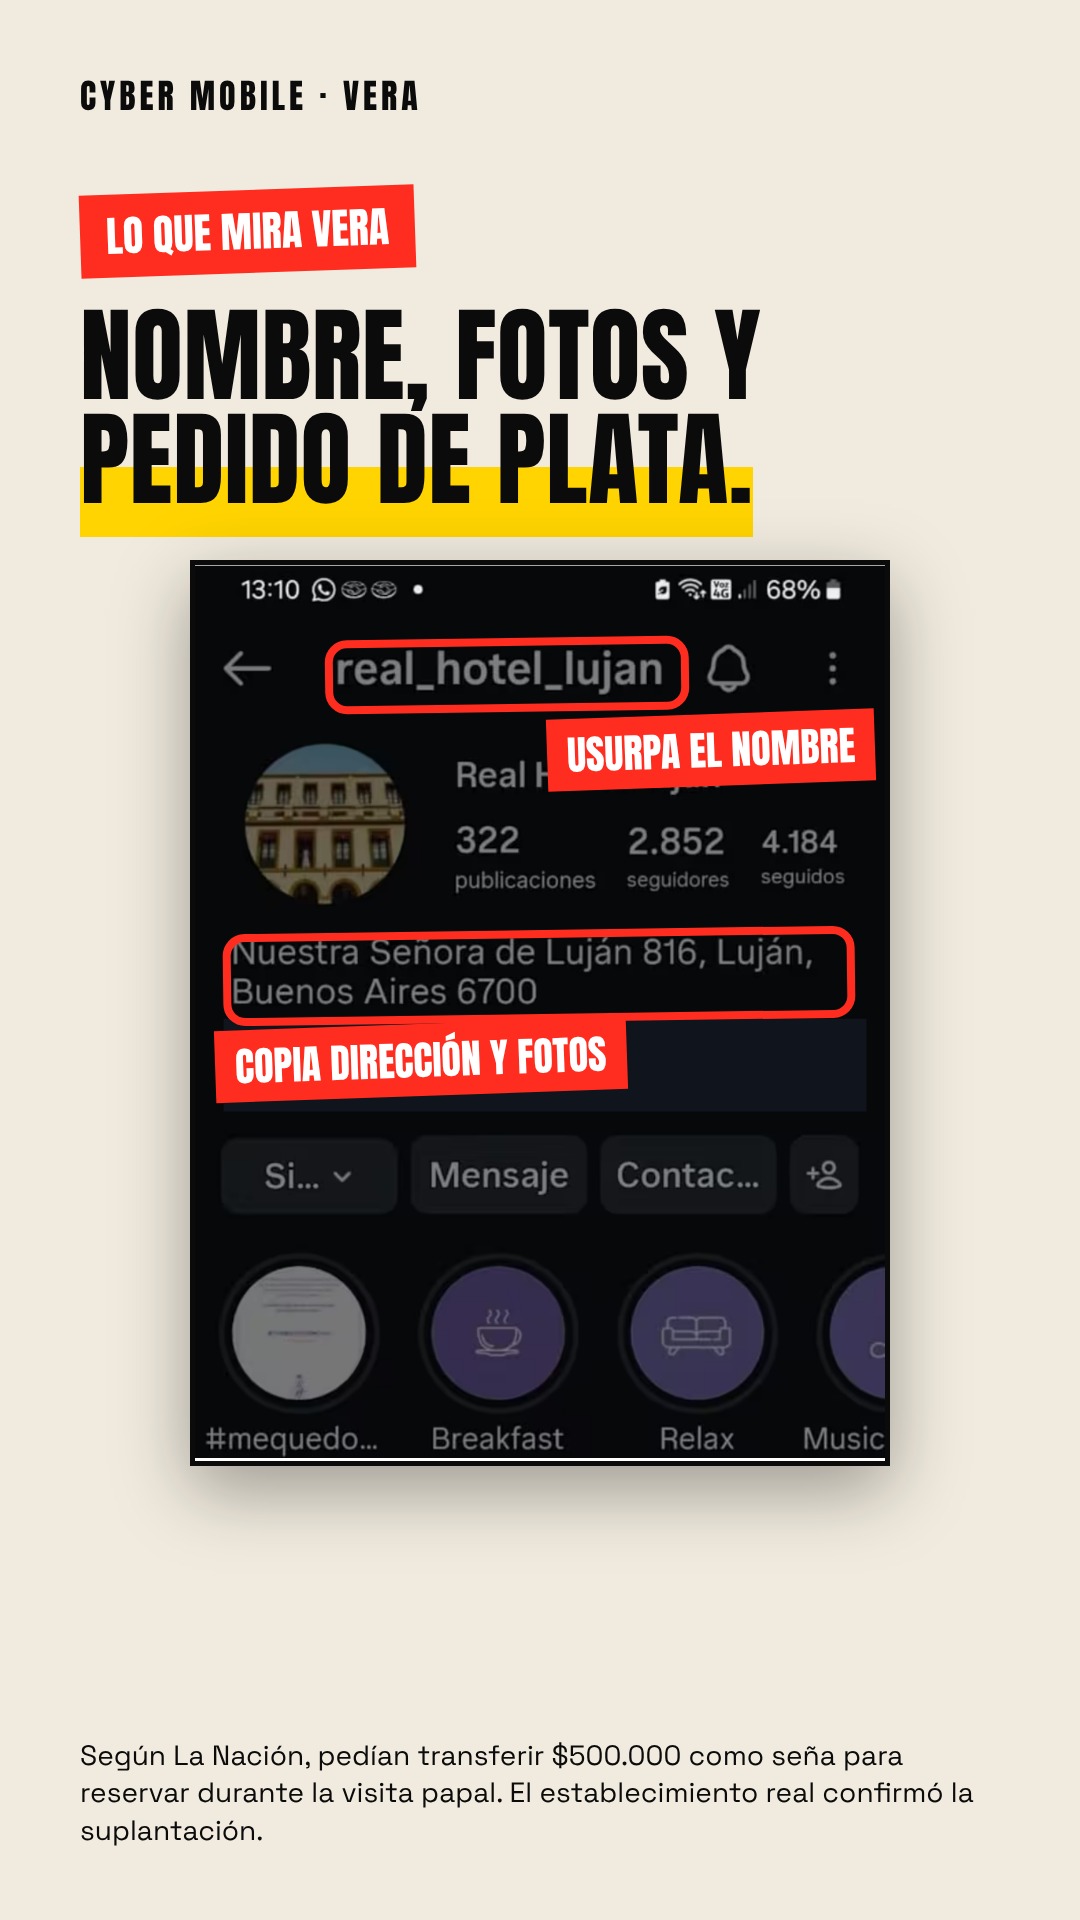 CYBER MOBILE · VERA
LO QUE MIRA VERA
NOMBRE, FOTOS Y
PEDIDO DE PLATA.
13:10
Voz 4G
68%
real_hotel_lujan
USURPA EL NOMBRE
Real
322 2.852 4.184
publicaciones seguidores seguidos
Nuestra Señora de Luján 816, Luján,
Buenos Aires 6700
COPIA DIRECCIÓN Y FOTOS
Si... Mensaje Contac...
#mequedo... Breakfast Relax Music
Según La Nación, pedían transferir $500.000 como seña para
reservar durante la visita papal. El establecimiento real confirmó la
suplantación.